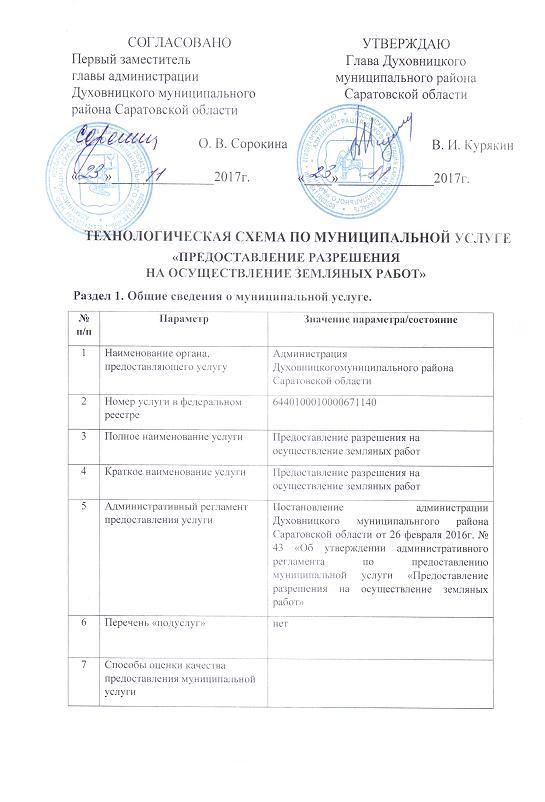 СОГЛАСОВАНО
Первый заместитель
главы администрации
Духовницкого муниципального
района Саратовской области
О. В. Сорокина
«23» 11 2017г.
УТВЕРЖДАЮ
Глава Духовницкого
муниципального района
Саратовской области
В. И. Курякин
«23» 11 2017г.
ТЕХНОЛОГИЧЕСКАЯ СХЕМА ПО МУНИЦИПАЛЬНОЙ УСЛУГЕ
«ПРЕДОСТАВЛЕНИЕ РАЗРЕШЕНИЯ
НА ОСУЩЕСТВЛЕНИЕ ЗЕМЛЯНЫХ РАБОТ»
Раздел 1. Общие сведения о муниципальной услуге.
№
п/п
Параметр
Значение параметра/состояние
1
Наименование органа,
предоставляющего услугу
Администрация
Духовницкогомуниципального района
Саратовской области
2
Номер услуги в федеральном
реестре
6440100010000671140
3
Полное наименование услуги
Предоставление разрешения на
осуществление земляных работ
4
Краткое наименование услуги
Предоставление разрешения на
осуществление земляных работ
5
Административный регламент
предоставления услуги
Постановление администрации
Духовницкого муниципальнгого района
Саратовской области от 26 февраля 2016г. №
43 «Об утверждении административного
регламента по предоставлению
муниципальной услуги «Предоставление
разрешения на осуществление земляных
работ»
6
Перечень «подуслуг»
нет
7
Способы оценки качества
предоставления муниципальной
услуги